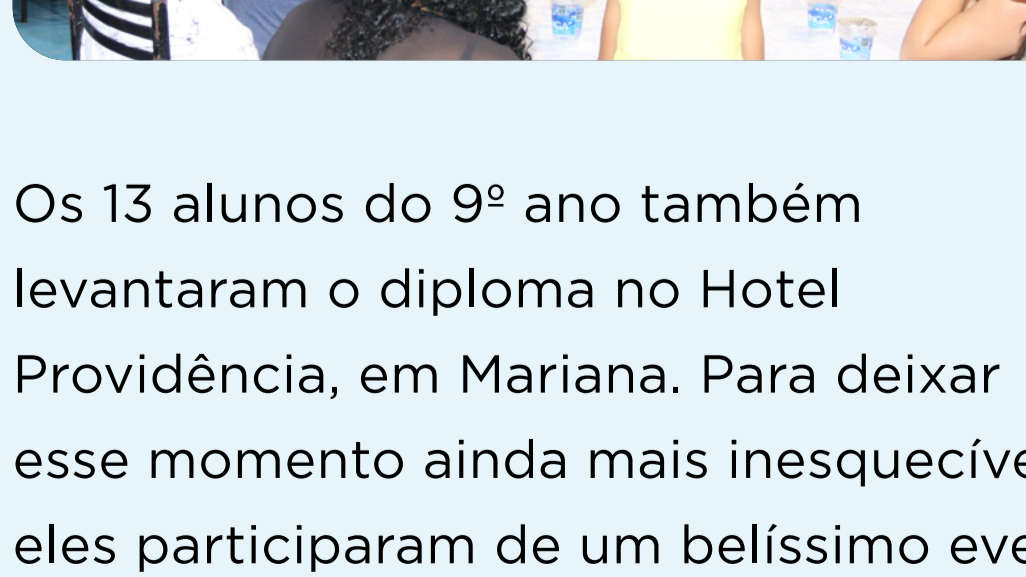 Os 13 alunos do 9º ano também
levantaram o diploma no Hotel
Providência, em Mariana. Para deixar
esse momento ainda mais inesquecíve
eles participaram de um belíssimo eve